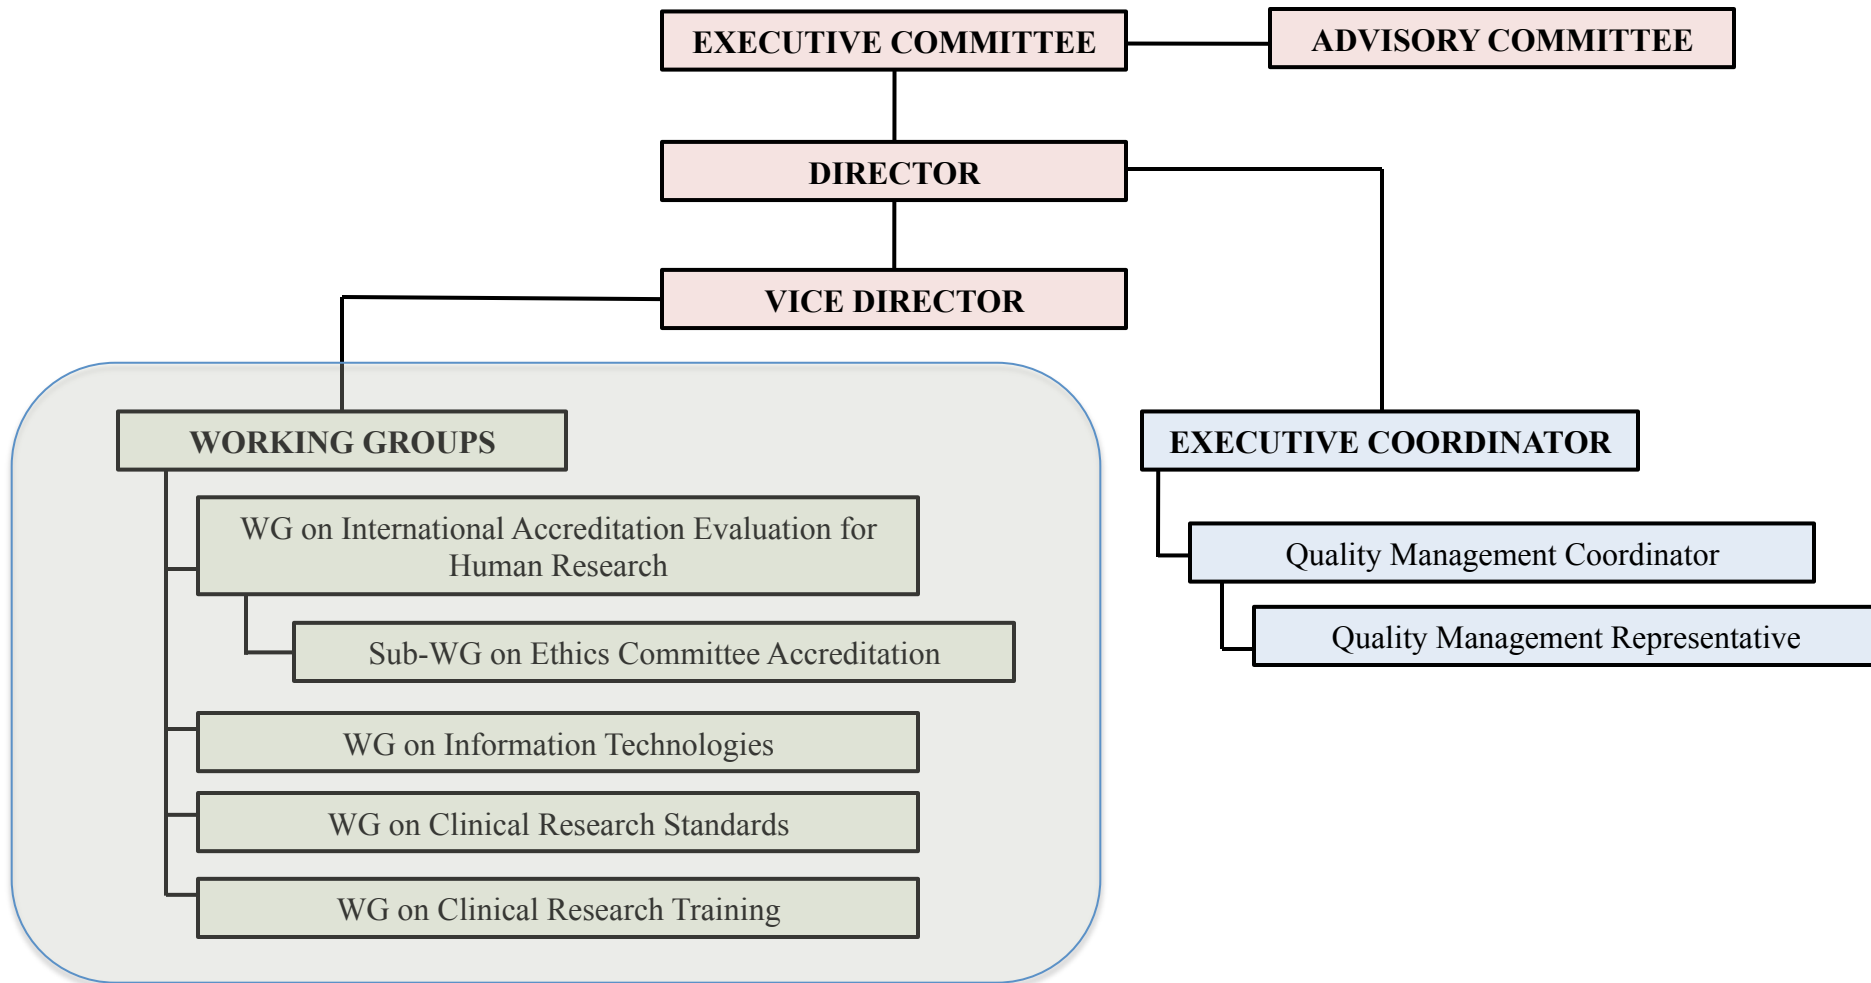 EXECUTIVE COMMITTEE
ADVISORY COMMITTEE
DIRECTOR
VICE DIRECTOR
WORKING GROUPS
WG on International Accreditation Evaluation for
Human Research
Sub-WG on Ethics Committee Accreditation
WG on Information Technologies
WG on Clinical Research Standards
WG on Clinical Research Training
EXECUTIVE COORDINATOR
Quality Management Coordinator
Quality Management Representative